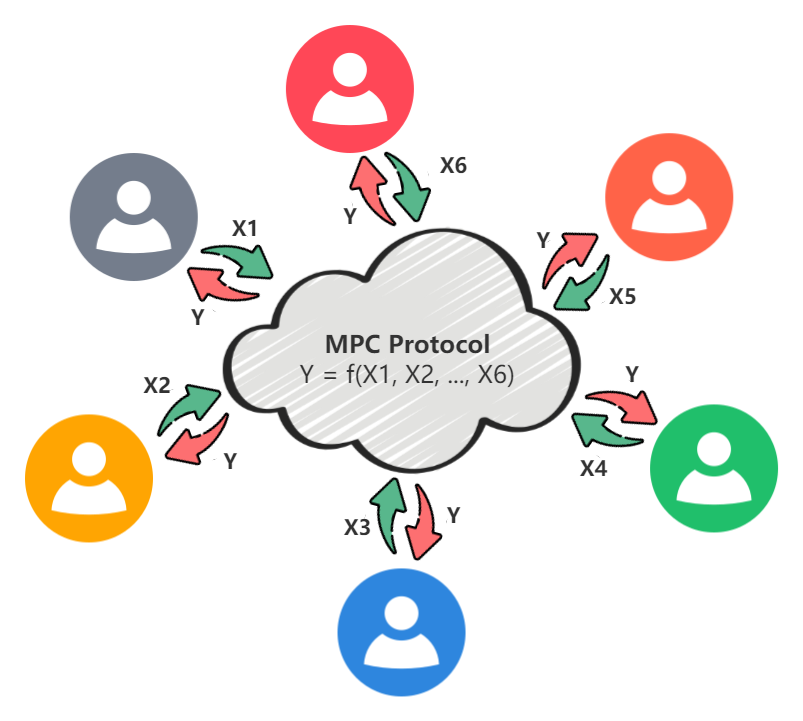 X6
Y
X1
Y
Y
X5
MPC Protocol
Y = f(X1, X2, ..., X6)
X2
Y
Y
X4
X3
Y